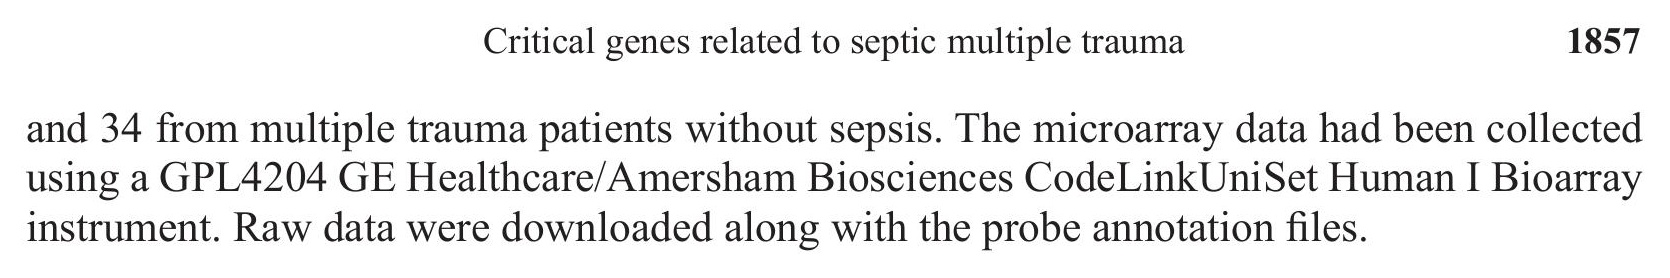 Critical genes related to septic multiple trauma 1857
and 34 from multiple trauma patients without sepsis. The microarray data had been collected
using a GPL4204 GE Healthcare/Amersham Biosciences CodeLinkUniSet Human I Bioarray
instrument. Raw data were downloaded along with the probe annotation files.